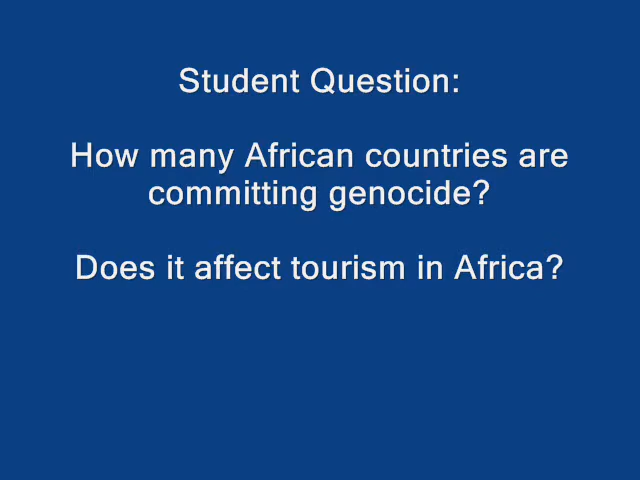 Student Question:
How many African countries are
committing genocide?
Does it affect tourism in Africa?